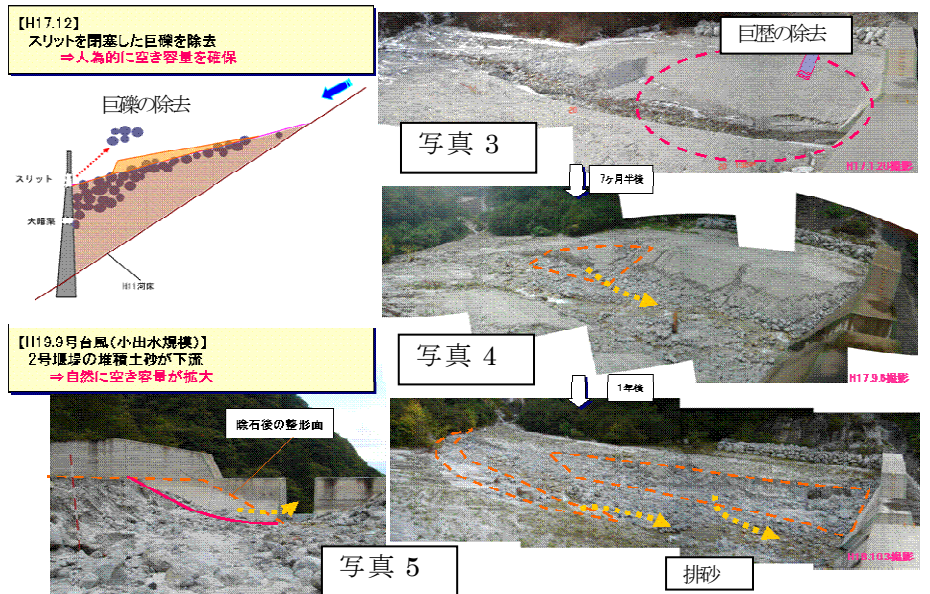 【H17.12】
スリットを閉塞した巨礫を除去
⇒人為的に空き容量を確保
巨礫の除去
スリット
大暗渠
H11河床
巨歴の除去
写真 3
7ヶ月半後
写真 4
H17.9.5撮影
【H19.9号台風(小出水規模)】
2号堰堤の堆積土砂が下流
⇒自然に空き容量が拡大
1年後
除石後の整形面
写真 5
排砂